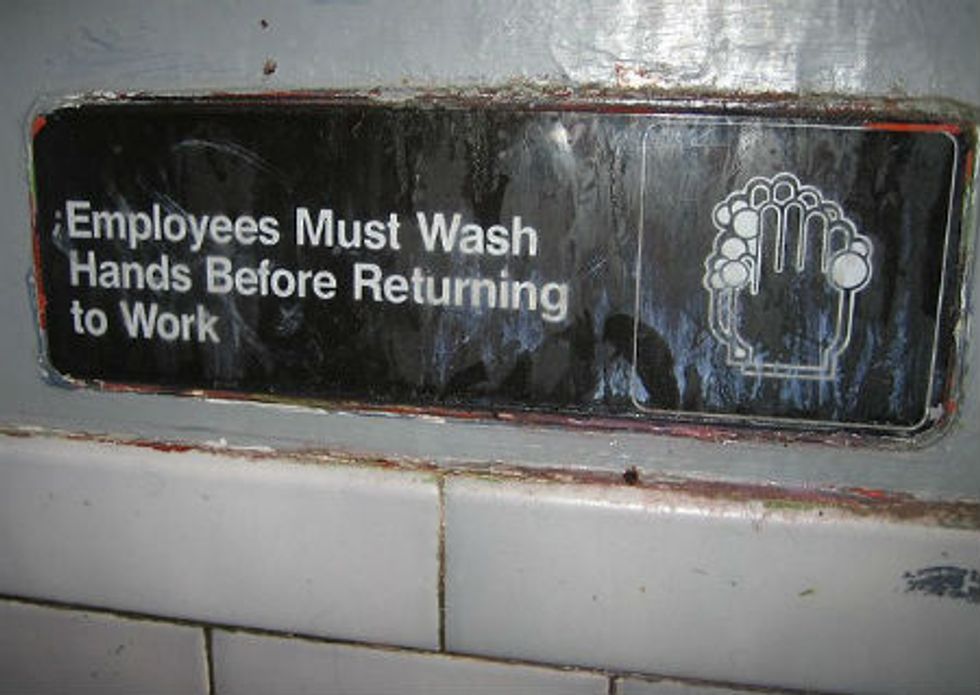 Employees Must Wash
Hands Before Returning
to Work